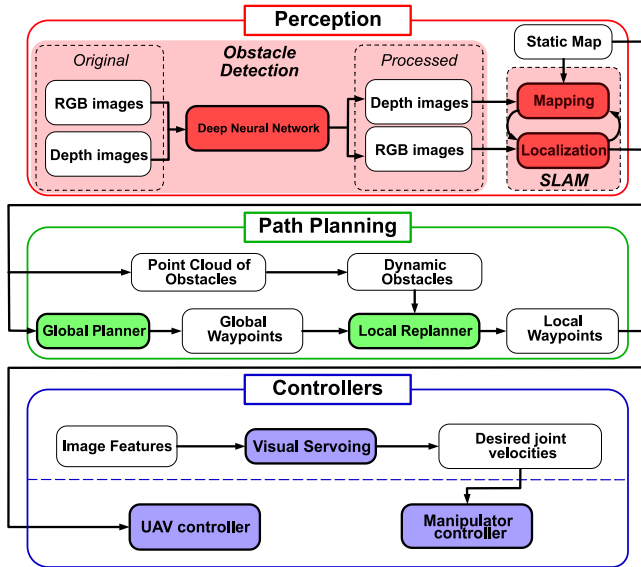 Perception
Original
Obstacle
Detection
Processed
Static Map
RGB images
Depth images
Deep Neural Network
Depth images
RGB images
Mapping
Localization
SLAM
Path Planning
Point Cloud of
Obstacles
Dynamic
Obstacles
Global Planner
Global
Waypoints
Local Replanner
Local
Waypoints
Controllers
Image Features
Visual Servoing
Desired joint
velocities
UAV controller
Manipulator
controller